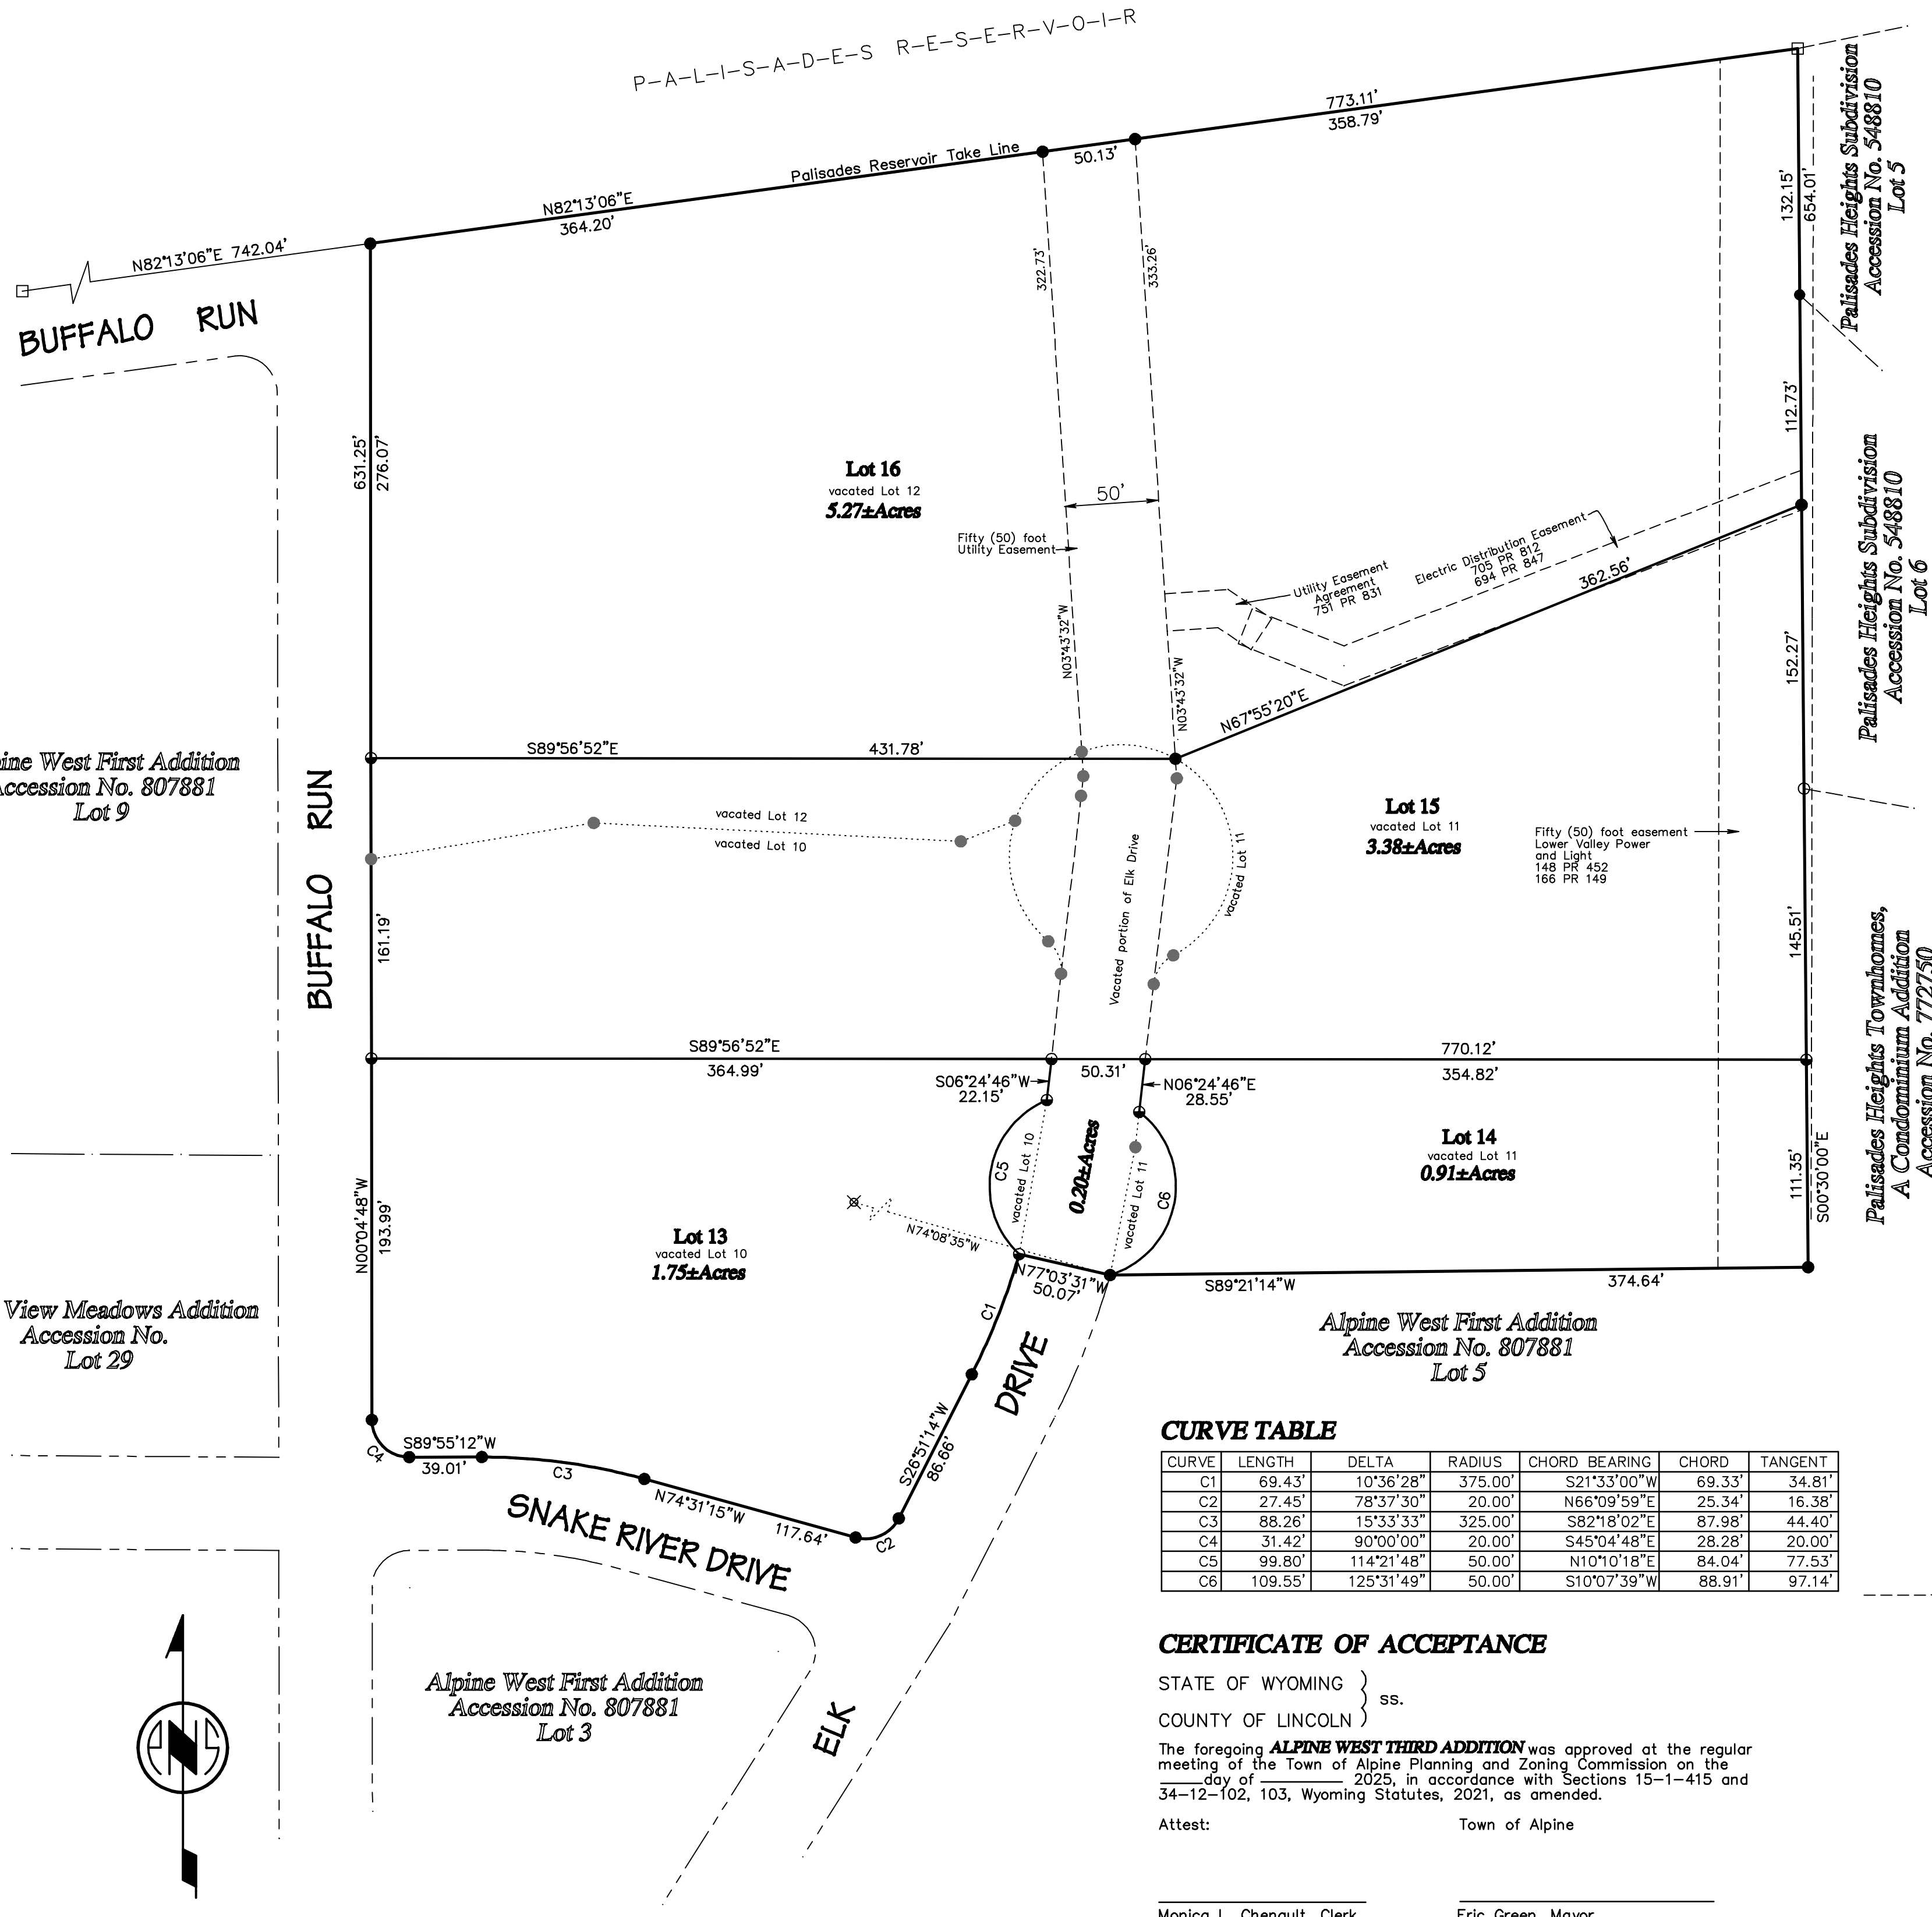 P-A-L-I-S-A-D-E-S R-E-S-E-R-V-O-I-R
773.11'
358.79'
50.13'
Palisades Reservoir Take Line
N82°13'06"E
364.20'
N82°13'06"E 742.04'
BUFFALO RUN
Palisades Heights Subdivision
Accession No. 548810
Lot 5
132.15'
654.01'
322.73'
333.26'
631.25'
276.07'
112.73'
Lot 16
vacated Lot 12
5.27±Acres
50'
Fifty (50) foot
Utility Easement
Utility Easement
Agreement
751 PR 831
Electric Distribution Easement
705 PR 812
694 PR 847
362.56'
Palisades Heights Subdivision
Accession No. 548810
Lot 6
N03°43'32"W
N03°43'32"W
N67°55'20"E
152.27'
S89°56'52"E
431.78'
ine West First Addition
Accession No. 807881
Lot 9
BUFFALO RUN
vacated Lot 12
vacated Lot 10
Vacated portion of Elk Drive
vacated Lot 11
Lot 15
vacated Lot 11
3.38±Acres
Fifty (50) foot easement
Lower Valley Power
and Light
148 PR 452
166 PR 149
161.19'
145.51'
Palisades Heights Townhomes,
A Condominium Addition
Accession No. 772750
S89°56'52"E
364.99'
50.31'
770.12'
354.82'
S06°24'46"W
22.15'
N06°24'46"E
28.55'
C5
vacated Lot 10
0.20±Acres
vacated Lot 11
C6
Lot 14
vacated Lot 11
0.91±Acres
111.35'
S0°30'00"E
N00°04'48"W
193.99'
Lot 13
vacated Lot 10
1.75±Acres
N74°08'35"W
N77°03'31"W
50.07'
S89°21'14"W
374.64'
View Meadows Addition
Accession No.
Lot 29
C1
DRIVE
Alpine West First Addition
Accession No. 807881
Lot 5
S26°51'14"W
86.66'
C4
S89°55'12"W
39.01'
C3
N74°31'15"W
117.64'
C2
SNAKE RIVER DRIVE
CURVE TABLE
CURVE LENGTH DELTA RADIUS CHORD BEARING CHORD TANGENT
C1 69.43' 10°36'28" 375.00' S21°33'00"W 69.33' 34.81'
C2 27.45' 78°37'30" 20.00' N66°09'59"E 25.34' 16.38'
C3 88.26' 15°33'33" 325.00' S82°18'02"E 87.98' 44.40'
C4 31.42' 90°00'00" 20.00' S45°04'48"E 28.28' 20.00'
C5 99.80' 114°21'48" 50.00' N10°10'18"E 84.04' 77.53'
C6 109.55' 125°31'49" 50.00' S10°07'39"W 88.91' 97.14'
Alpine West First Addition
Accession No. 807881
Lot 3
ELK
N
CERTIFICATE OF ACCEPTANCE
STATE OF WYOMING )
) ss.
COUNTY OF LINCOLN )
The foregoing ALPINE WEST THIRD ADDITION was approved at the regular
meeting of the Town of Alpine Planning and Zoning Commission on the
_____day of __________ 2025, in accordance with Sections 15-1-415 and
34-12-102, 103, Wyoming Statutes, 2021, as amended.
Attest:
Town of Alpine
Monica L. Chenault, Clerk
Eric Green, Mayor